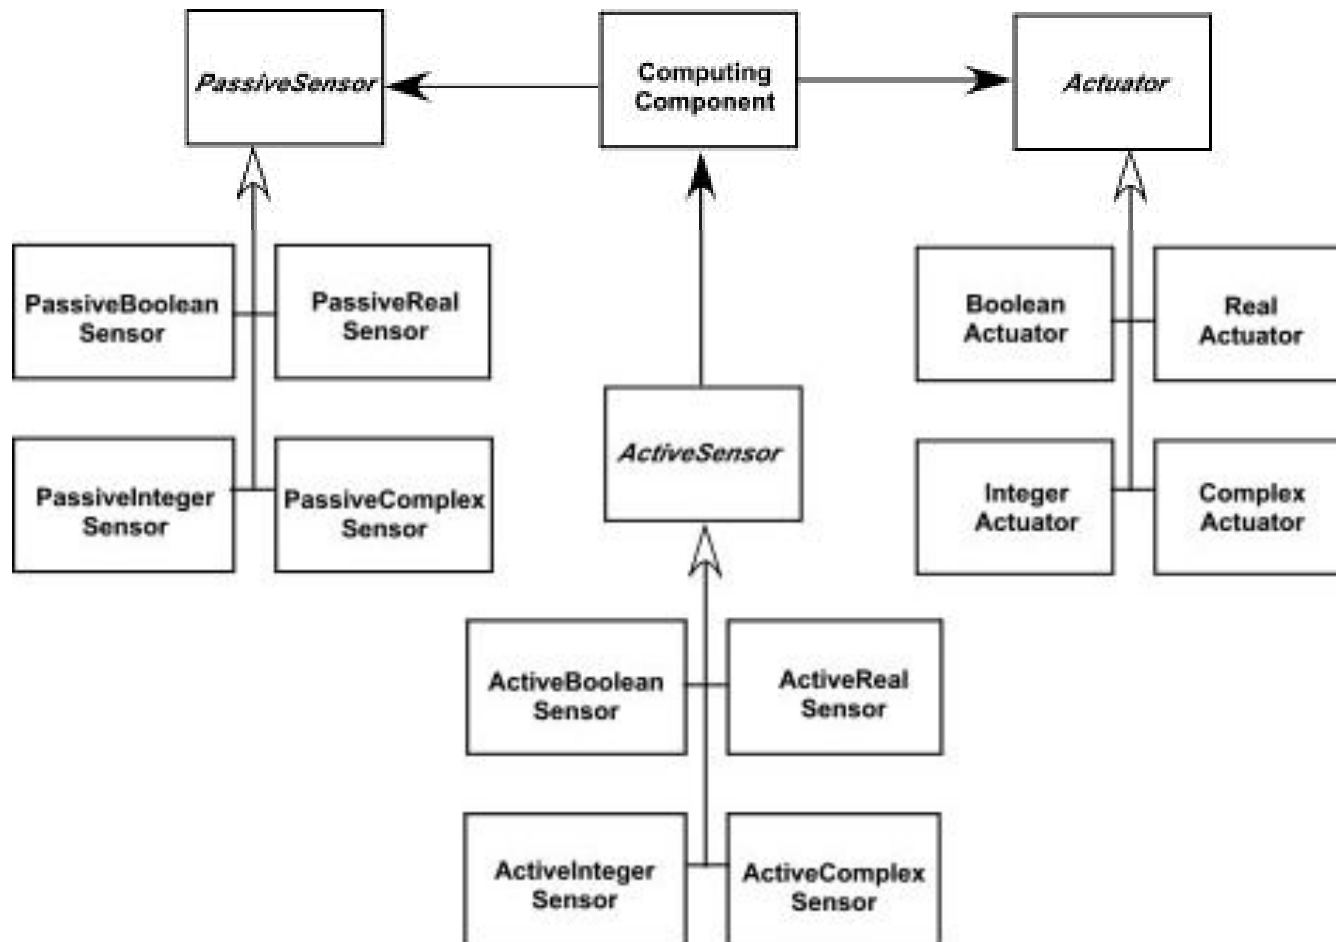 PassiveSensor
Computing
Component
Actuator
PassiveBoolean
Sensor
PassiveReal
Sensor
Boolean
Actuator
Real
Actuator
PassiveInteger
Sensor
PassiveComplex
Sensor
ActiveSensor
Integer
Actuator
Complex
Actuator
ActiveBoolean
Sensor
ActiveReal
Sensor
ActiveInteger
Sensor
ActiveComplex
Sensor